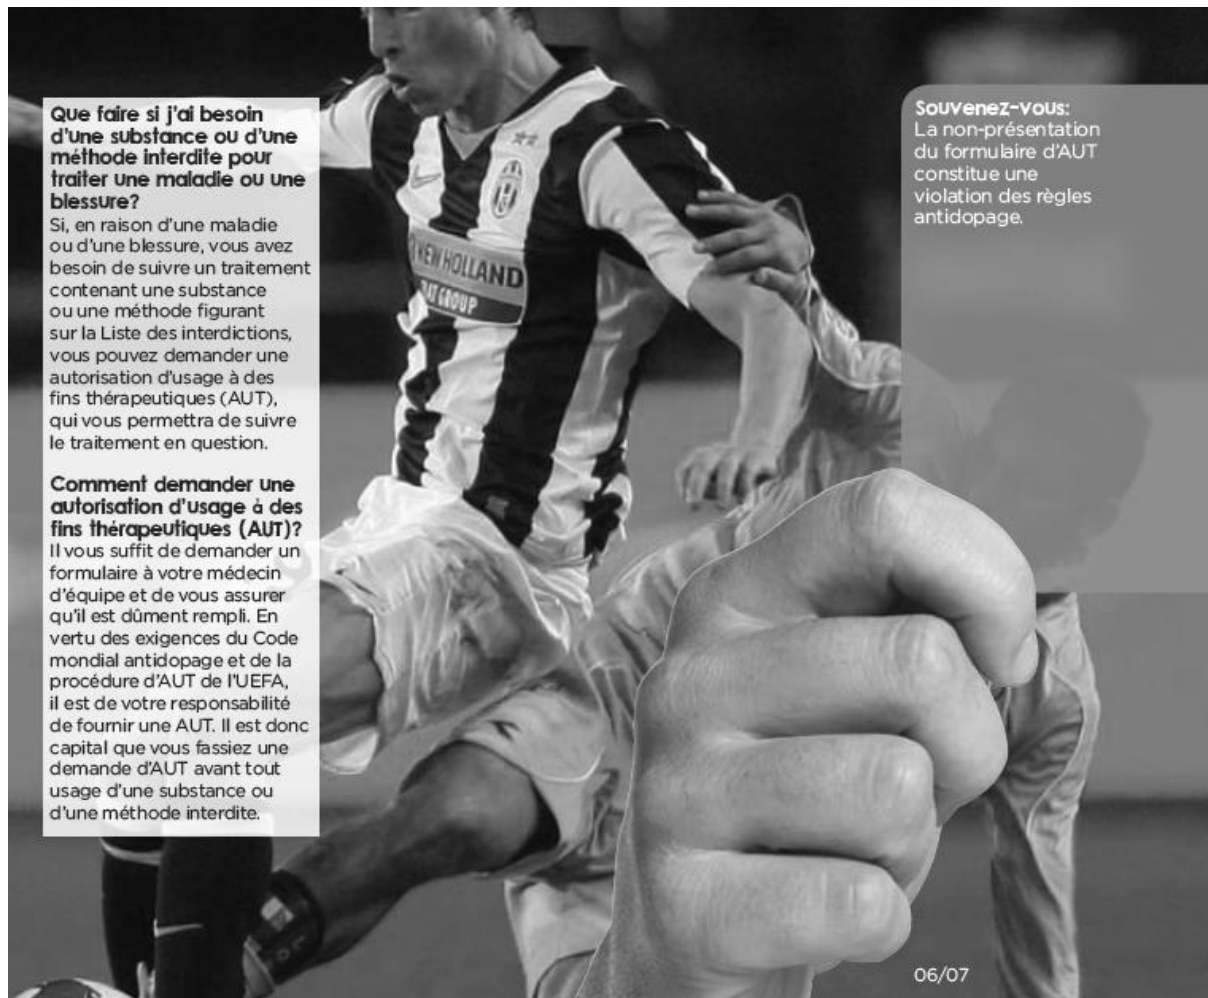 Que faire si j'ai besoin
d'une substance ou d'une
méthode interdite pour
traiter une maladie ou une
blessure?
Si, en raison d'une maladie
ou d'une blessure, vous avez
besoin de suivre un traitement
contenant une substance
ou une méthode figurant
sur la Liste des interdictions,
vous pouvez demander une
autorisation d'usage à des
fins thérapeutiques (AUT),
qui vous permettra de suivre
le traitement en question.
Comment demander une
autorisation d'usage à des
fins thérapeutiques (AUT)?
Il vous suffit de demander un
formulaire à votre médecin
d'équipe et de vous assurer
qu'il est dûment rempli. En
vertu des exigences du Code
mondial antidopage et de la
procédure d'AUT de l'UEFA,
il est de votre responsabilité
de fournir une AUT. Il est donc
capital que vous fassiez une
demande d'AUT avant tout
usage d'une substance ou
d'une méthode interdite.
NEW HOLLAND
FIAT GROUP
Souvenez-vous:
La non-présentation
du formulaire d'AUT
constitue une
violation des règles
antidopage.
06/07